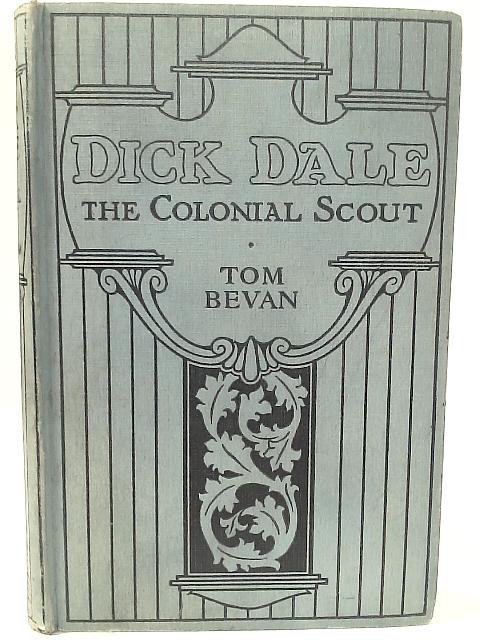 DICK DALE
THE COLONIAL SCOUT
TOM
BEVAN